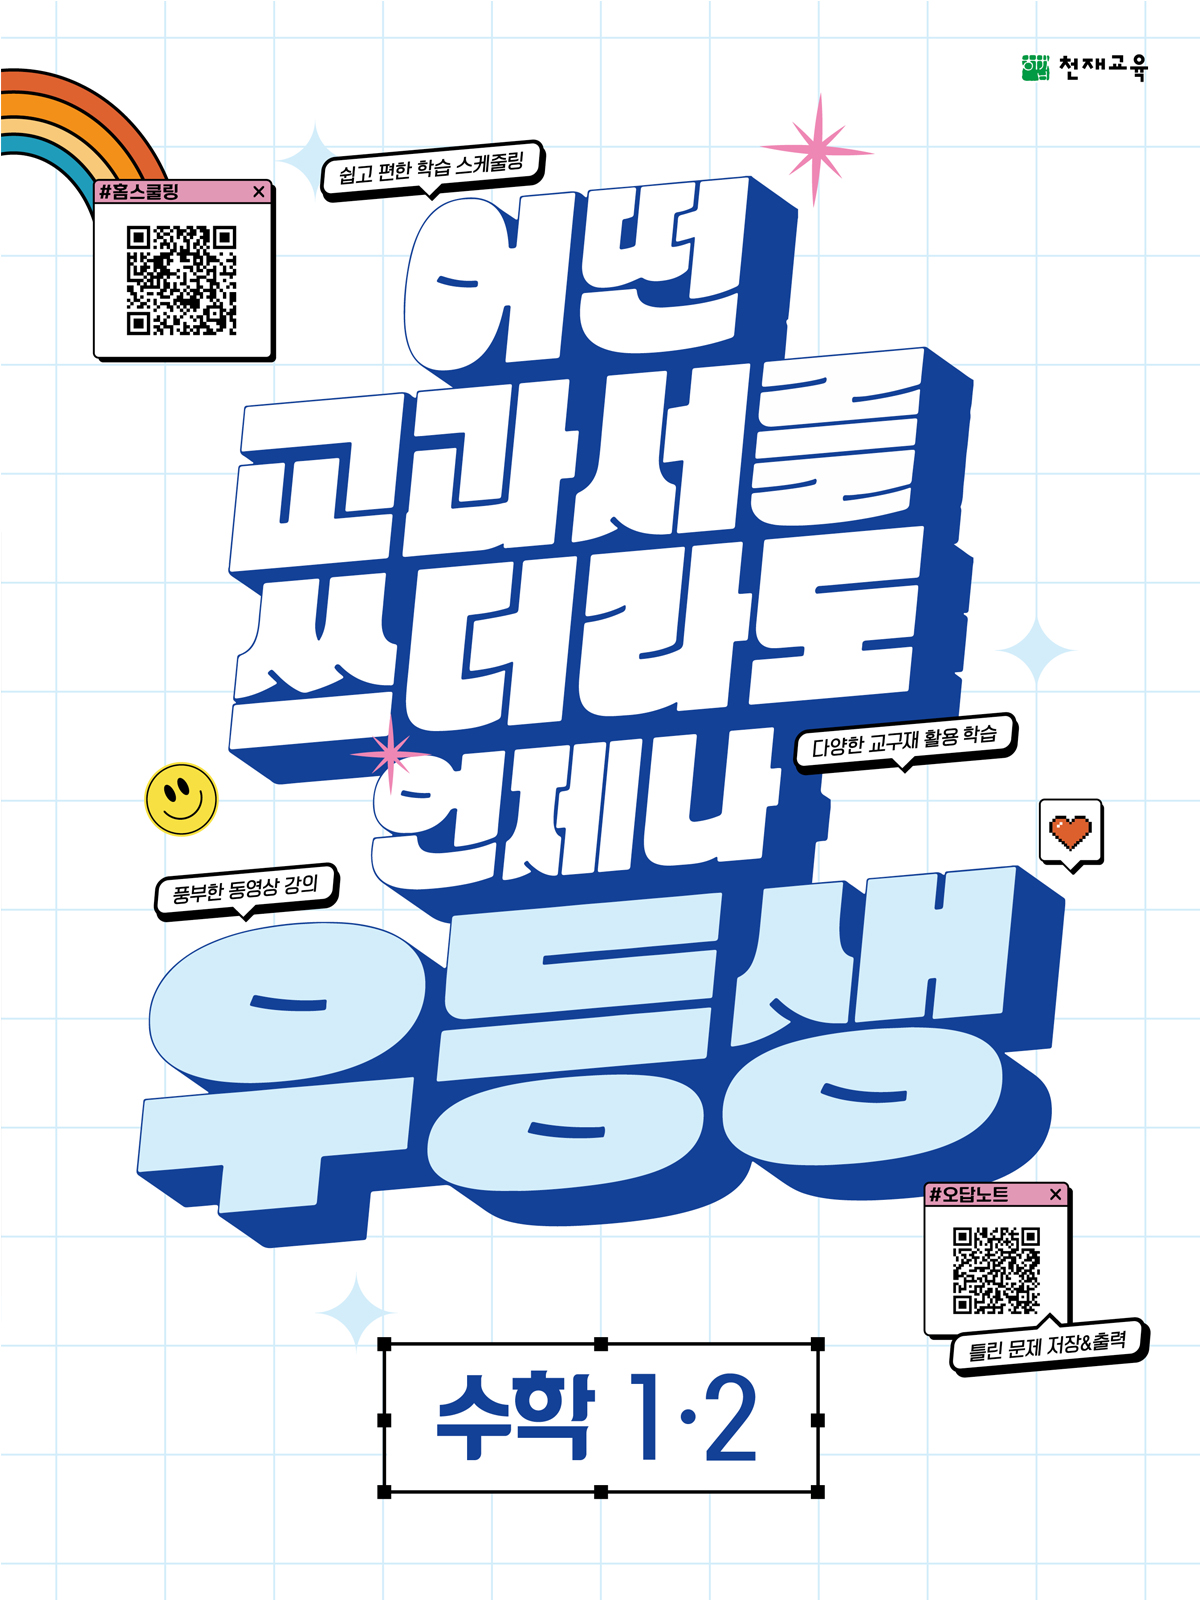 천재교육
쉽고 편한 학습 스케줄링
#홈스쿨링
어떤
교과서를
쓰더라도
언제나
다양한 교구재 활용 학습
풍부한 동영상 강의
우등생
#오답노트
틀린 문제 저장&출력
수학 1·2